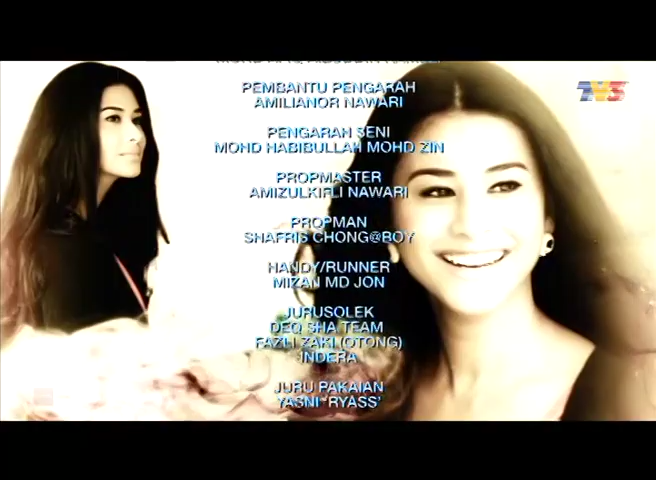 TV3
PEMBANTU PENGARAH
AMILIANOR NAWARI
PENGARAH SENI
MOHD HABIBULLAH MOHD ZIN
PROPMASTER
AMIZULKIFLI NAWARI
PROPMAN
SHAFRIS CHONG@BOY
HANDY/RUNNER
MIZAN MD JON
JURUSOLEK
DEQ SHA TEAM
FAZLI ZAKI (OTONG)
INDERA
JURU PAKAIAN
YASNI "RYASS"